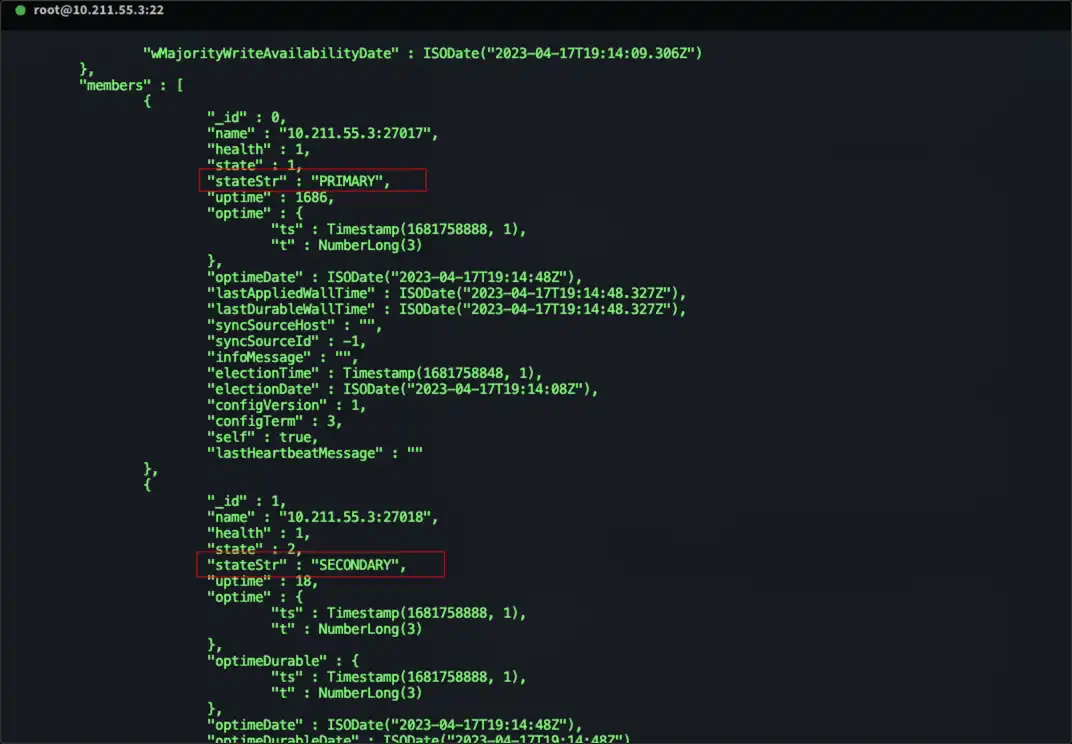 root@10.211.55.3:22
"wMajorityWriteAvailabilityDate" : ISODate("2023-04-17T19:14:09.306Z")
},
"members" : [
{
"_id" : 0,
"name" : "10.211.55.3:27017",
"health" : 1,
"state" : 1,
"stateStr" : "PRIMARY",
"uptime" : 1686,
"optime" : {
"ts" : Timestamp(1681758888, 1),
"t" : NumberLong(3)
},
"optimeDate" : ISODate("2023-04-17T19:14:48Z"),
"lastAppliedWallTime" : ISODate("2023-04-17T19:14:48.327Z"),
"lastDurableWallTime" : ISODate("2023-04-17T19:14:48.327Z"),
"syncSourceHost" : "",
"syncSourceId" : -1,
"infoMessage" : "",
"electionTime" : Timestamp(1681758848, 1),
"electionDate" : ISODate("2023-04-17T19:14:08Z"),
"configVersion" : 1,
"configTerm" : 3,
"self" : true,
"lastHeartbeatMessage" : ""
},
{
"_id" : 1,
"name" : "10.211.55.3:27018",
"health" : 1,
"state" : 2,
"stateStr" : "SECONDARY",
"uptime" : 18,
"optime" : {
"ts" : Timestamp(1681758888, 1),
"t" : NumberLong(3)
},
"optimeDurable" : {
"ts" : Timestamp(1681758888, 1),
"t" : NumberLong(3)
},
"optimeDate" : ISODate("2023-04-17T19:14:48Z"),
"optimeDurableDate" : ISODate("2023-04-17T19:14:48Z")